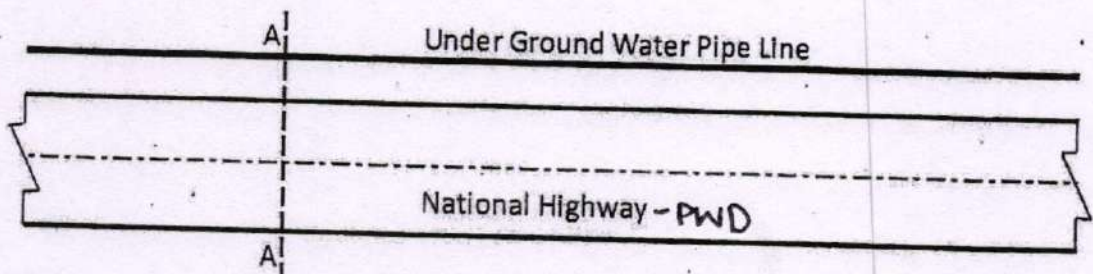 A
Under Ground Water Pipe Line
National Highway - PWD
A